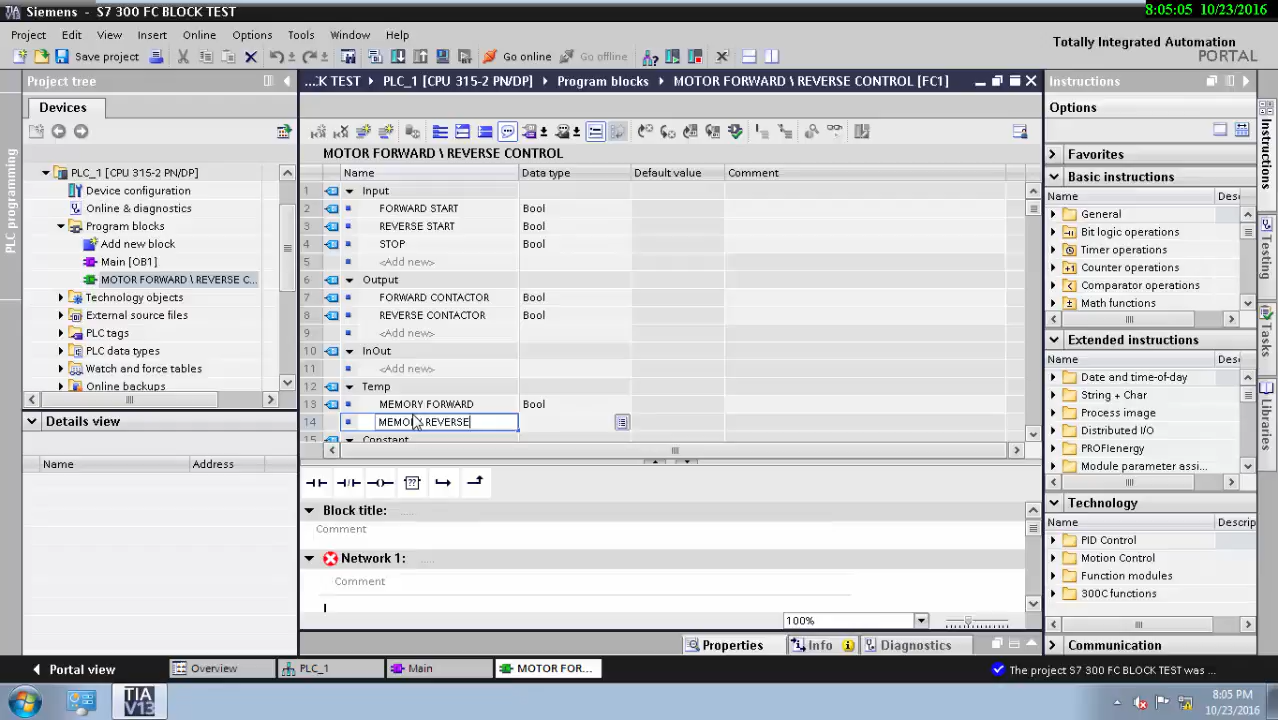 Siemens - S7 300 FC BLOCK TEST
8:05:05 10/23/2016
Project Edit View Insert Online Options Tools Window Help
Totally Integrated Automation
PORTAL
Save project
Go online
Go offline
Project tree
...CK TEST PLC_1 [CPU 315-2 PN/DP] Program blocks MOTOR FORWARD \ REVERSE CONTROL [FC1]
Instructions
Devices
Options
PLC programming
MOTOR FORWARD \ REVERSE CONTROL
Name Data type Default value Comment
1 Input
2 FORWARD START Bool
3 REVERSE START Bool
4 STOP Bool
5 <Add new>
6 Output
7 FORWARD CONTACTOR Bool
8 REVERSE CONTACTOR Bool
9 <Add new>
10 InOut
11 <Add new>
12 Temp
13 MEMORY FORWARD Bool
14 MEMORY REVERSE
15 Constant
PLC_1 [CPU 315-2 PN/DP]
Device configuration
Online & diagnostics
Program blocks
Add new block
Main [OB1]
MOTOR FORWARD \ REVERSE C...
Technology objects
External source files
PLC tags
PLC data types
Watch and force tables
Online backups
Details view
Name Address
Block title: .....
Comment
Network 1: .....
Comment
100%
Properties
Info
Diagnostics
Favorites
Basic instructions
Name Descr
General
Bit logic operations
Timer operations
Counter operations
Comparator operations
Math functions
Extended instructions
Name Descr
Date and time-of-day
String + Char
Process image
Distributed I/O
PROFIenergy
Module parameter assi...
Technology
Name Descrip
PID Control
Motion Control
Function modules
300C functions
Communication
Instructions
Testing
Tasks
Libraries
Portal view
Overview
PLC_1
Main
MOTOR FOR...
The project S7 300 FC BLOCK TEST was ...
TIA
V13
8:05 PM
10/23/2016